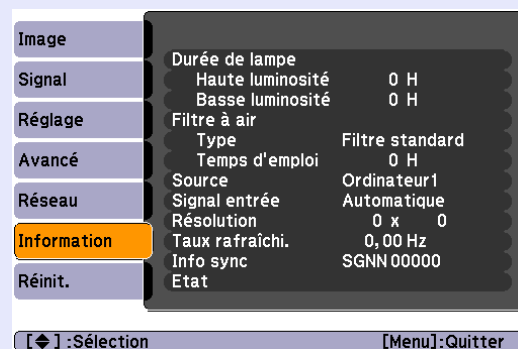 Image
Signal
Réglage
Avancé
Réseau
Information
Réinit.
Durée de lampe
Haute luminosité 0 H
Basse luminosité 0 H
Filtre à air
Type Filtre standard
Temps d'emploi 0 H
Source Ordinateur1
Signal entrée Automatique
Résolution 0 x 0
Taux rafraîchi. 0,00 Hz
Info sync SGNN 00000
Etat
[◆] :Sélection [Menu]:Quitter